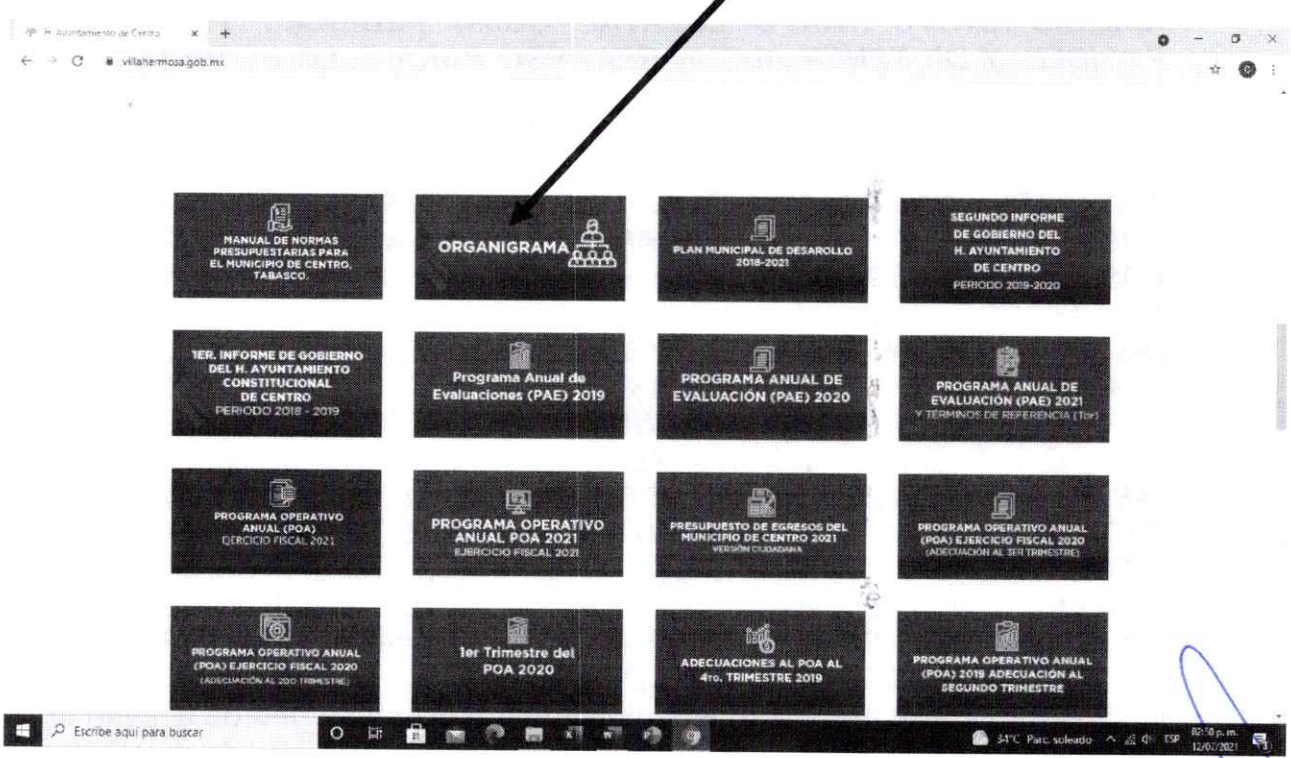 H. Ayuntamiento de Centro
villahermosa.gob.mx
MANUAL DE NORMAS
PRESUPUESTARIAS PARA
EL MUNICIPIO DE CENTRO,
TABASCO.
ORGANIGRAMA
PLAN MUNICIPAL DE DESAROLLO
2018-2021
SEGUNDO INFORME
DE GOBIERNO DEL
H. AYUNTAMIENTO
DE CENTRO
PERIODO 2019-2020
1ER. INFORME DE GOBIERNO
DEL H. AYUNTAMIENTO
CONSTITUCIONAL
DE CENTRO
PERIODO 2018 - 2019
Programa Anual de
Evaluaciones (PAE) 2019
PROGRAMA ANUAL DE
EVALUACIÓN (PAE) 2020
PROGRAMA ANUAL DE
EVALUACIÓN (PAE) 2021
Y TÉRMINOS DE REFERENCIA (Tdr)
PROGRAMA OPERATIVO
ANUAL (POA)
EJERCICIO FISCAL 2021
PROGRAMA OPERATIVO
ANUAL POA 2021
EJERCICIO FISCAL 2021
PRESUPUESTO DE EGRESOS DEL
MUNICIPIO DE CENTRO 2021
VERSIÓN CIUDADANA
PROGRAMA OPERATIVO ANUAL
(POA) EJERCICIO FISCAL 2020
(ADECUACIÓN AL 3ER TRIMESTRE)
PROGRAMA OPERATIVO ANUAL
(POA) EJERCICIO FISCAL 2020
(ADECUACIÓN AL 2DO TRIMESTRE)
1er Trimestre del
POA 2020
ADECUACIONES AL POA AL
4TO. TRIMESTRE 2019
PROGRAMA OPERATIVO ANUAL
(POA) 2019 ADECUACIÓN AL
SEGUNDO TRIMESTRE
Escribe aquí para buscar
34°C Parc. soleado
ESP
02:50 p. m.
12/07/2021